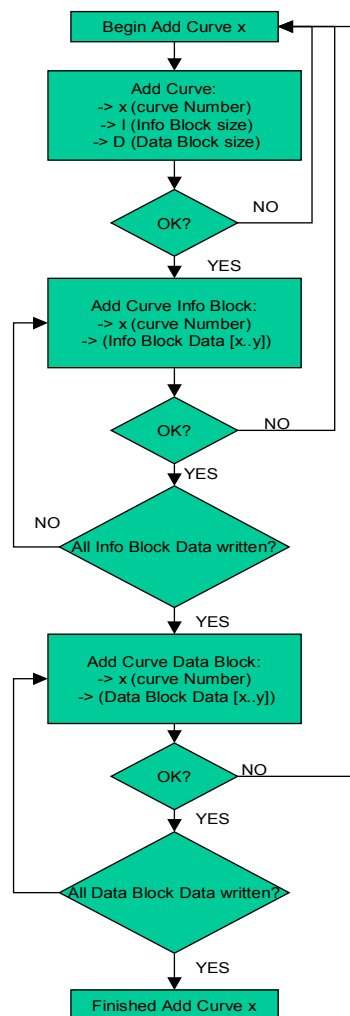 Begin Add Curve x
Add Curve:
-> x (curve Number)
-> I (Info Block size)
-> D (Data Block size)
OK?
NO
YES
Add Curve Info Block:
-> x (curve Number)
-> (Info Block Data [x..y])
OK?
NO
YES
NO
All Info Block Data written?
YES
Add Curve Data Block:
-> x (curve Number)
-> (Data Block Data [x..y])
OK?
NO
YES
All Data Block Data written?
YES
Finished Add Curve x